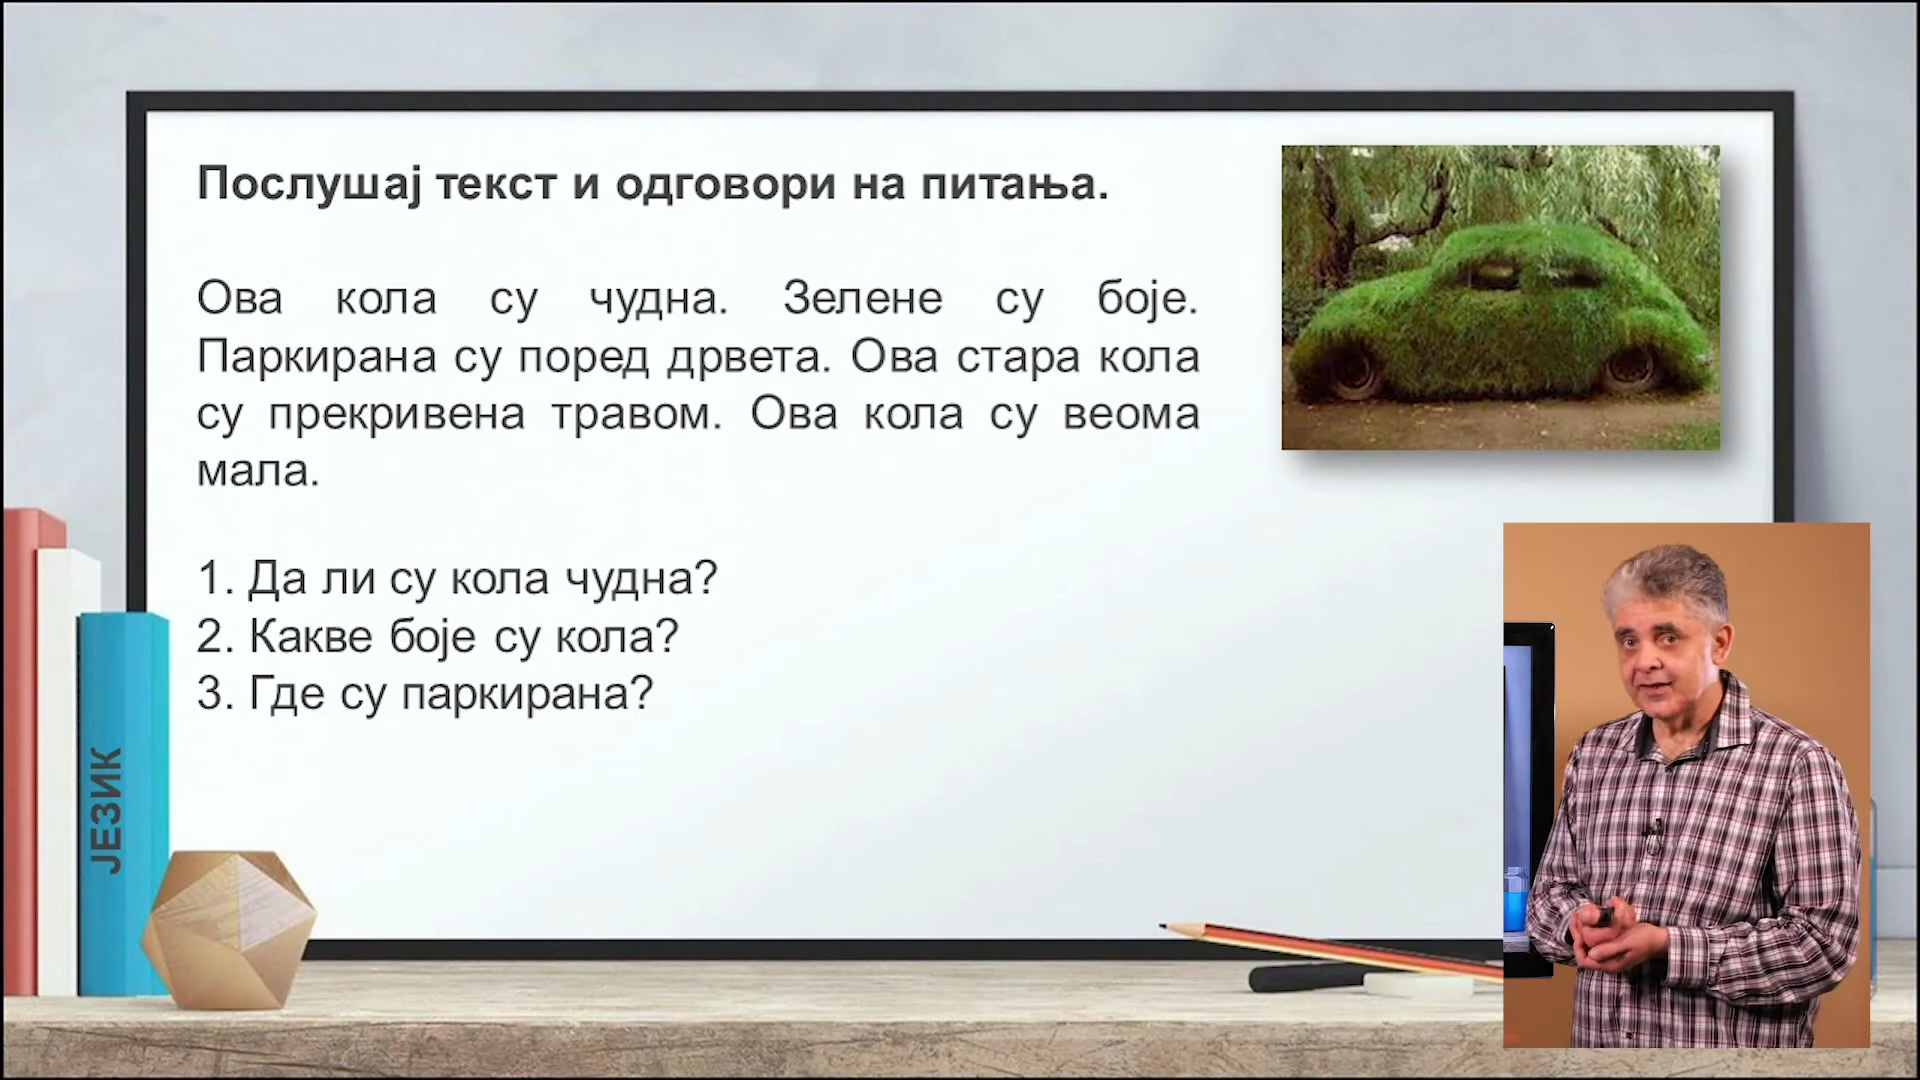 Послушај текст и одговори на питања.
Ова кола су чудна. Зелене су боје.
Паркирана су поред дрвета. Ова стара кола
су прекривена травом. Ова кола су веома
мала.
1. Да ли су кола чудна?
2. Какве боје су кола?
3. Где су паркирана?
ЈЕЗИК